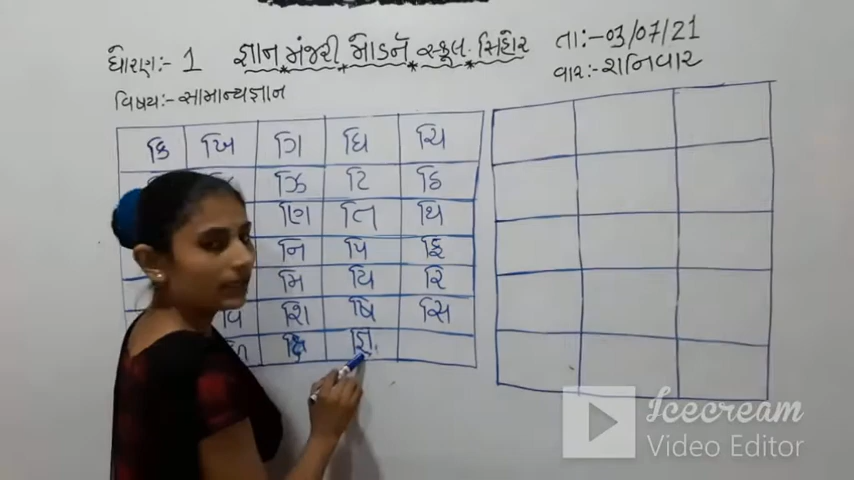 ધોરણ:- 1 જ્ઞાન મંજરી મોડર્ન સ્કૂલ. સિહોર તા:-03/07/21
વિષય:- સામાન્યજ્ઞાન વાર:- શનિવાર
કિ ખિ ગિ ઘિ ચિ
ઝિ ટિ ઠિ
ણિ તિ થિ
નિ પિ ફિ
મિ યિ રિ
વિ શિ ષિ સિ
ળિ ક્ષિ જ્ઞિ
Icecream
Video Editor